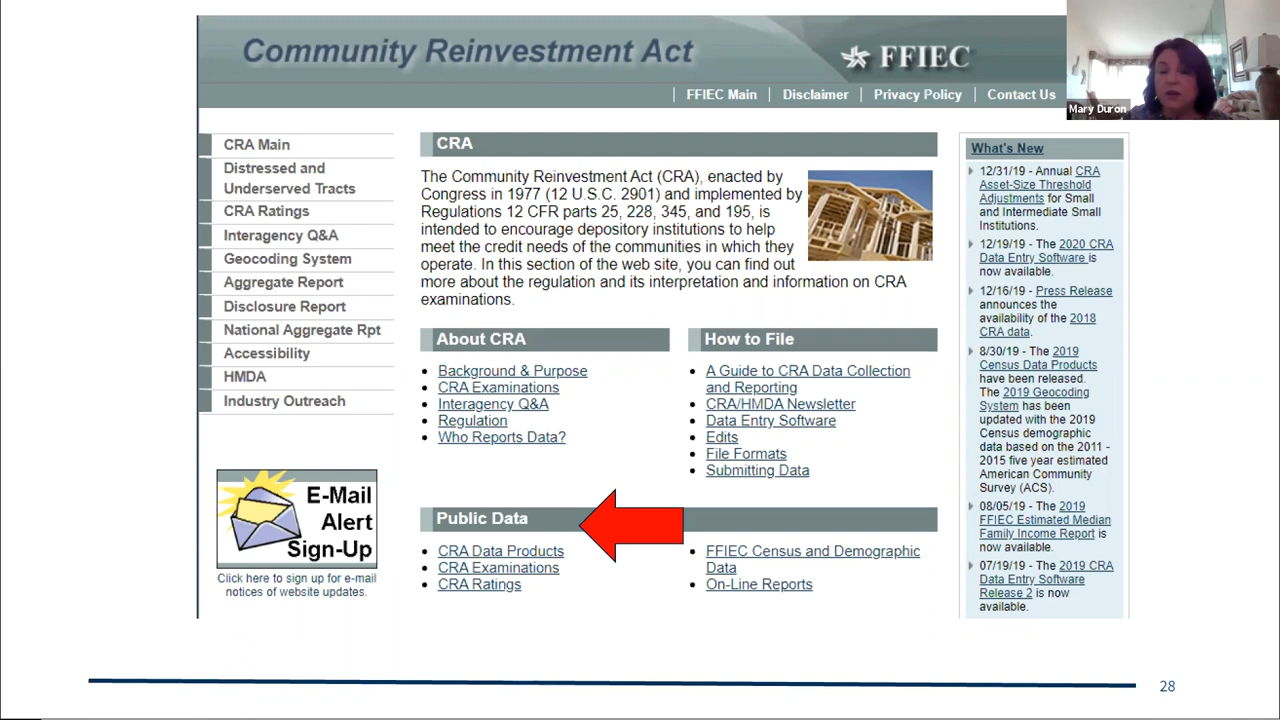 Community Reinvestment Act
FFIEC
FFIEC Main
Disclaimer
Privacy Policy
Contact Us
Mary Duron
CRA Main
Distressed and
Underserved Tracts
CRA Ratings
Interagency Q&A
Geocoding System
Aggregate Report
Disclosure Report
National Aggregate Rpt
Accessibility
HMDA
Industry Outreach
E-Mail
Alert
Sign-Up
Click here to sign up for e-mail
notices of website updates.
CRA
The Community Reinvestment Act (CRA), enacted by
Congress in 1977 (12 U.S.C. 2901) and implemented by
Regulations 12 CFR parts 25, 228, 345, and 195, is
intended to encourage depository institutions to help
meet the credit needs of the communities in which they
operate. In this section of the web site, you can find out
more about the regulation and its interpretation and information on CRA
examinations.
About CRA
Background & Purpose
CRA Examinations
Interagency Q&A
Regulation
Who Reports Data?
How to File
A Guide to CRA Data Collection
and Reporting
CRA/HMDA Newsletter
Data Entry Software
Edits
File Formats
Submitting Data
Public Data
CRA Data Products
CRA Examinations
CRA Ratings
FFIEC Census and Demographic
Data
On-Line Reports
What's New
12/31/19 - Annual CRA
Asset-Size Threshold
Adjustments for Small
and Intermediate Small
Institutions.
12/19/19 - The 2020 CRA
Data Entry Software is
now available.
12/16/19 - Press Release
announces the
availability of the 2018
CRA data.
8/30/19 - The 2019
Census Data Products
have been released.
The 2019 Geocoding
System has been
updated with the 2019
Census demographic
data based on the 2011 -
2015 five year estimated
American Community
Survey (ACS).
08/05/19 - The 2019
FFIEC Estimated Median
Family Income Report is
now available.
07/19/19 - The 2019 CRA
Data Entry Software
Release 2 is now
available.
28